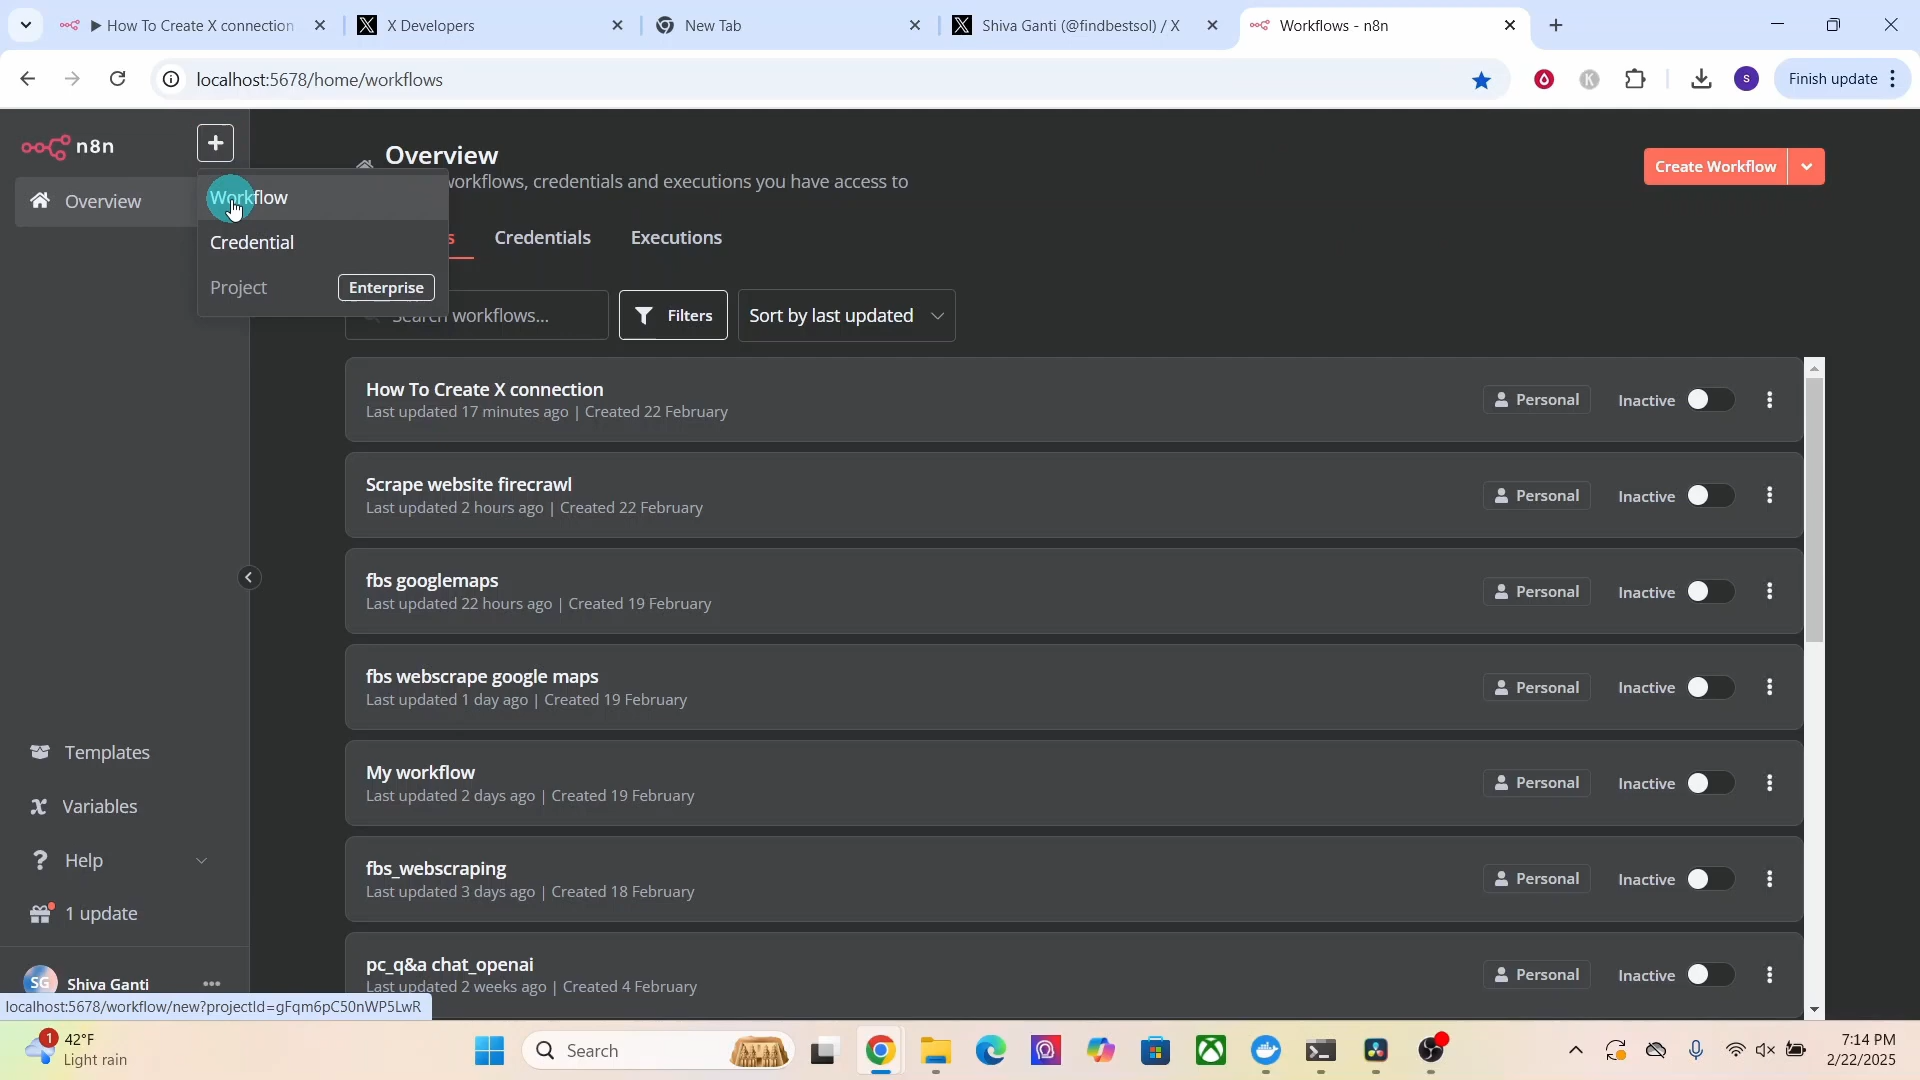 ▶ How To Create X connection
X Developers
New Tab
Shiva Ganti (@findbestsol) / X
Workflows - n8n
localhost:5678/home/workflows
K
S
Finish update
n8n
Overview
Workflow
Credential
Project
Enterprise
Overview
workflows, credentials and executions you have access to
Create Workflow
s
Credentials
Executions
Search workflows...
Filters
Sort by last updated
How To Create X connection
Last updated 17 minutes ago | Created 22 February
Personal
Inactive
Scrape website firecrawl
Last updated 2 hours ago | Created 22 February
Personal
Inactive
fbs googlemaps
Last updated 22 hours ago | Created 19 February
Personal
Inactive
fbs webscrape google maps
Last updated 1 day ago | Created 19 February
Personal
Inactive
My workflow
Last updated 2 days ago | Created 19 February
Personal
Inactive
fbs_webscraping
Last updated 3 days ago | Created 18 February
Personal
Inactive
pc_q&a chat_openai
Last updated 2 weeks ago | Created 4 February
Personal
Inactive
Templates
Variables
Help
1 update
SG
Shiva Ganti
localhost:5678/workflow/new?projectId=gFqm6pC50nWP5LwR
1
42°F
Light rain
Search
7:14 PM
2/22/2025